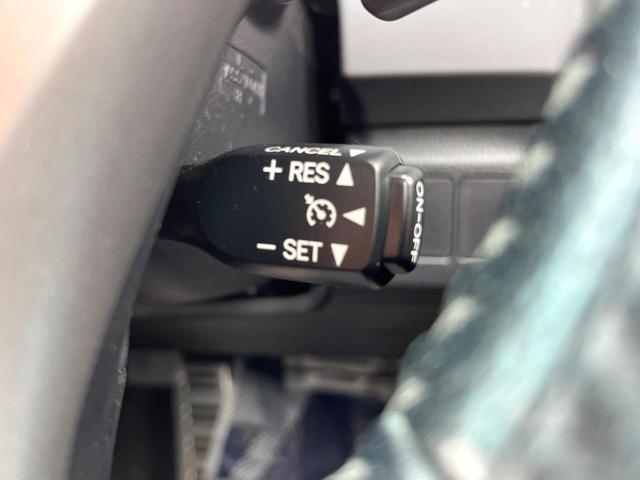 CANCEL ▼
+ RES ▲
◀
− SET ▼
ON-OFF